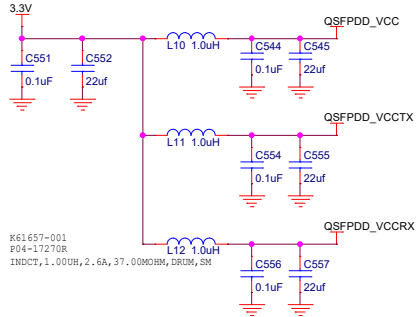 3.3V
QSFPDD_VCC
C551
C552
L10 1.0uH
C544
C545
0.1uF
22uf
0.1uF
22uf
QSFPDD_VCCTX
L11 1.0uH
C554
C555
0.1uF
22uf
QSFPDD_VCCRX
K61657-001
P04-17270R
L12 1.0uH
INDCT,1.00UH,2.6A,37.00MOHM,DRUM,SM
C556
C557
0.1uF
22uf